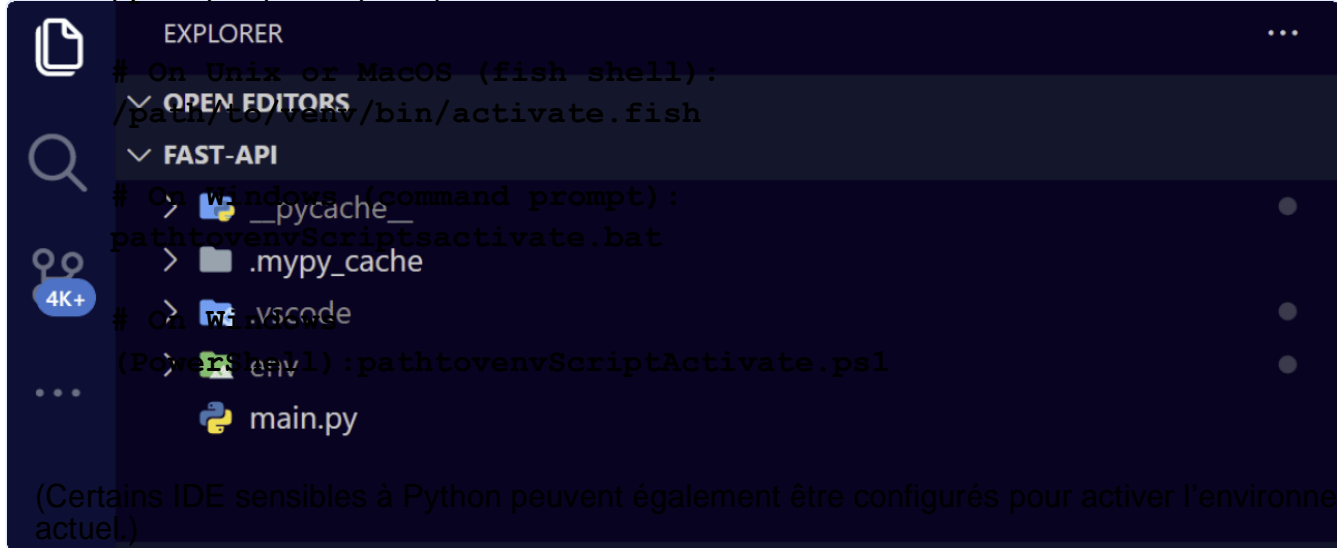 EXPLORER
# On Unix or MacOS (fish shell):
OPEN EDITORS
/path/to/venv/bin/activate.fish
FAST-API
# On Windows (command prompt):
__pycache__
pathtovenvScriptsactivate.bat
.mypy_cache
4K+
# On Windows
.vscode
(PowerShell):pathtovenvScriptActivate.ps1
env
main.py
(Certains IDE sensibles à Python peuvent également être configurés pour activer l'environne
actuel.)